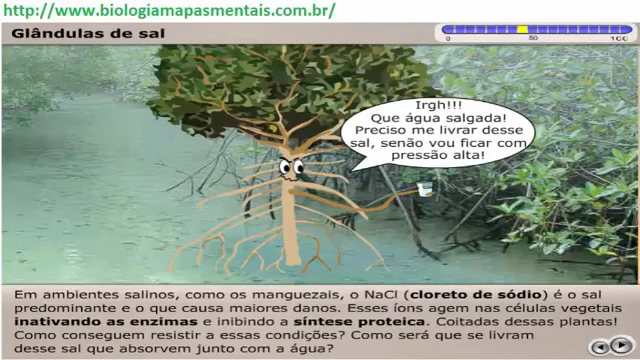 http://www.biologiamapasmentais.com.br/
Glândulas de sal
0 50 100
Irgh!!!
Que água salgada!
Preciso me livrar desse
sal, senão vou ficar com
pressão alta!
Em ambientes salinos, como os manguezais, o NaCl (cloreto de sódio) é o sal
predominante e o que causa maiores danos. Esses íons agem nas células vegetais
inativando as enzimas e inibindo a síntese proteica. Coitadas dessas plantas!
Como conseguem resistir a essas condições? Como será que se livram
desse sal que absorvem junto com a água?